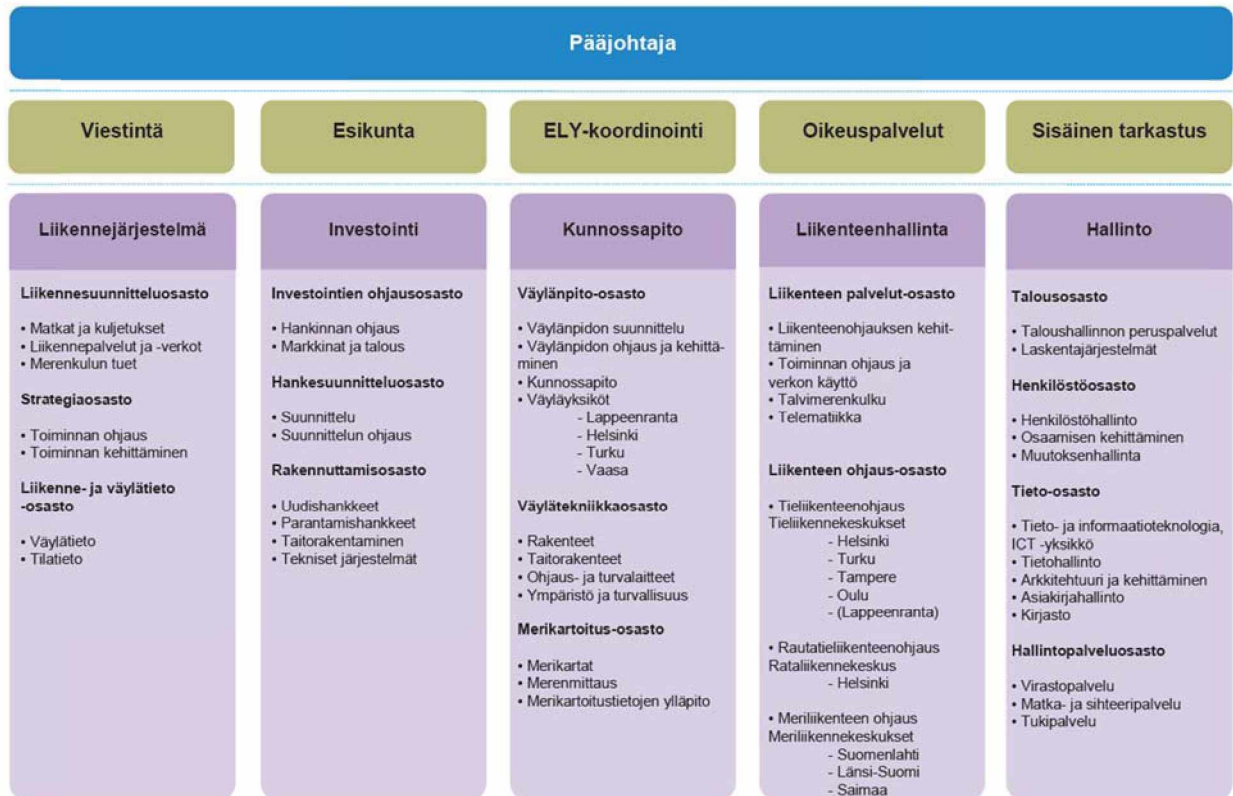 Pääjohtaja
Viestintä
Esikunta
ELY-koordinointi
Oikeuspalvelut
Sisäinen tarkastus
Liikennejärjestelmä
Liikennesuunnitteluosasto
• Matkat ja kuljetukset
• Liikennepalvelut ja -verkot
• Merenkulun tuet
Strategiaosasto
• Toiminnan ohjaus
• Toiminnan kehittäminen
Liikenne- ja väylätieto
-osasto
• Väylätieto
• Tilatieto
Investointi
Investointien ohjausosasto
• Hankinnan ohjaus
• Markkinat ja talous
Hankesuunnitteluosasto
• Suunnittelu
• Suunnittelun ohjaus
Rakennuttamisosasto
• Uudishankkeet
• Parantamishankkeet
• Taitorakentaminen
• Tekniset järjestelmät
Kunnossapito
Väylänpito-osasto
• Väylänpidon suunnittelu
• Väylänpidon ohjaus ja kehittä-
minen
• Kunnossapito
• Väyläyksiköt
- Lappeenranta
- Helsinki
- Turku
- Vaasa
Väylätekniikkaosasto
• Rakenteet
• Taitorakenteet
• Ohjaus- ja turvalaitteet
• Ympäristö ja turvallisuus
Merikartoitus-osasto
• Merikartat
• Merenmittaus
• Merikartoitustietojen ylläpito
Liikenteenhallinta
Liikenteen palvelut-osasto
• Liikenteenohjauksen kehit-
täminen
• Toiminnan ohjaus ja
verkon käyttö
• Talvimerenkulku
• Telematiikka
Liikenteen ohjaus-osasto
• Tieliikenteenohjaus
Tieliikennekeskukset
- Helsinki
- Turku
- Tampere
- Oulu
- (Lappeenranta)
• Rautatieliikenteenohjaus
Rataliikennekeskus
- Helsinki
• Meriliikenteen ohjaus
Meriliikennekeskukset
- Suomenlahti
- Länsi-Suomi
- Saimaa
Hallinto
Talousosasto
• Taloushallinnon peruspalvelut
• Laskentajärjestelmät
Henkilöstöosasto
• Henkilöstöhallinto
• Osaamisen kehittäminen
• Muutoksenhallinta
Tieto-osasto
• Tieto- ja informaatioteknologia,
ICT -yksikkö
• Tietohallinto
• Arkkitehtuuri ja kehittäminen
• Asiakirjahallinto
• Kirjasto
Hallintopalveluosasto
• Virastopalvelu
• Matka- ja sihteeripalvelu
• Tukipalvelu